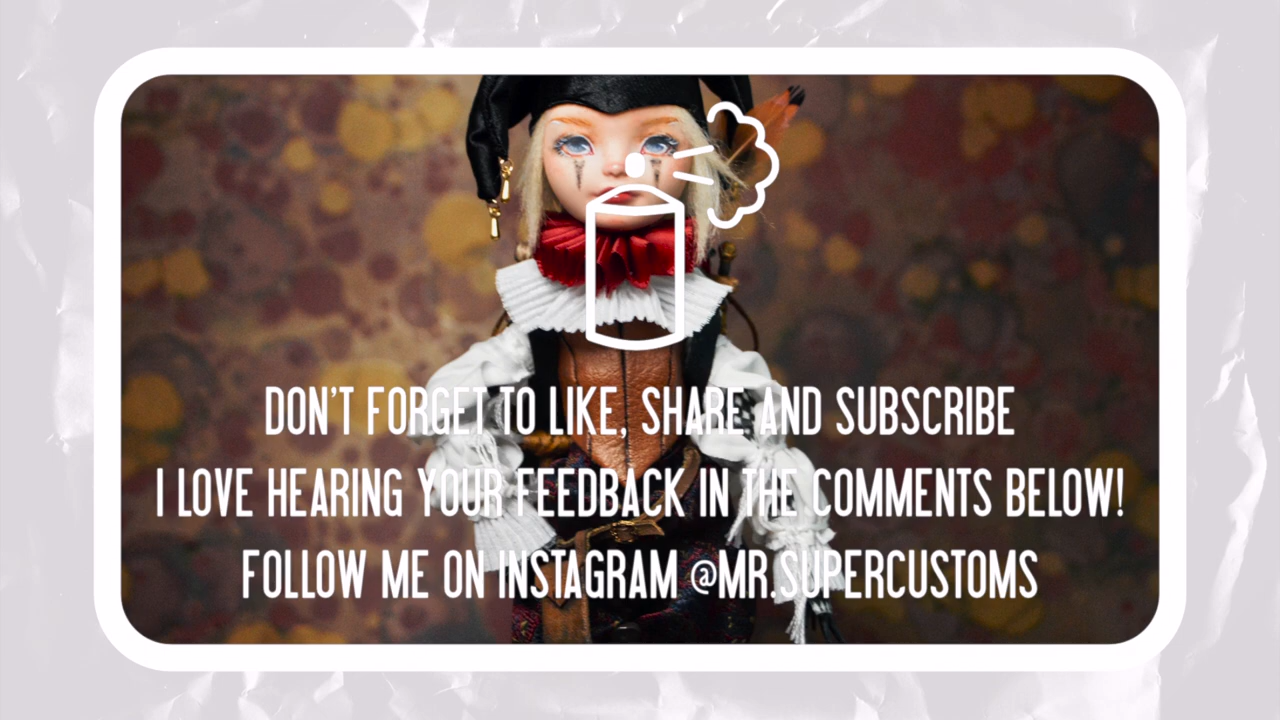 DON'T FORGET TO LIKE, SHARE AND SUBSCRIBE
I LOVE HEARING YOUR FEEDBACK IN THE COMMENTS BELOW!
FOLLOW ME ON INSTAGRAM @MR.SUPERCUSTOMS